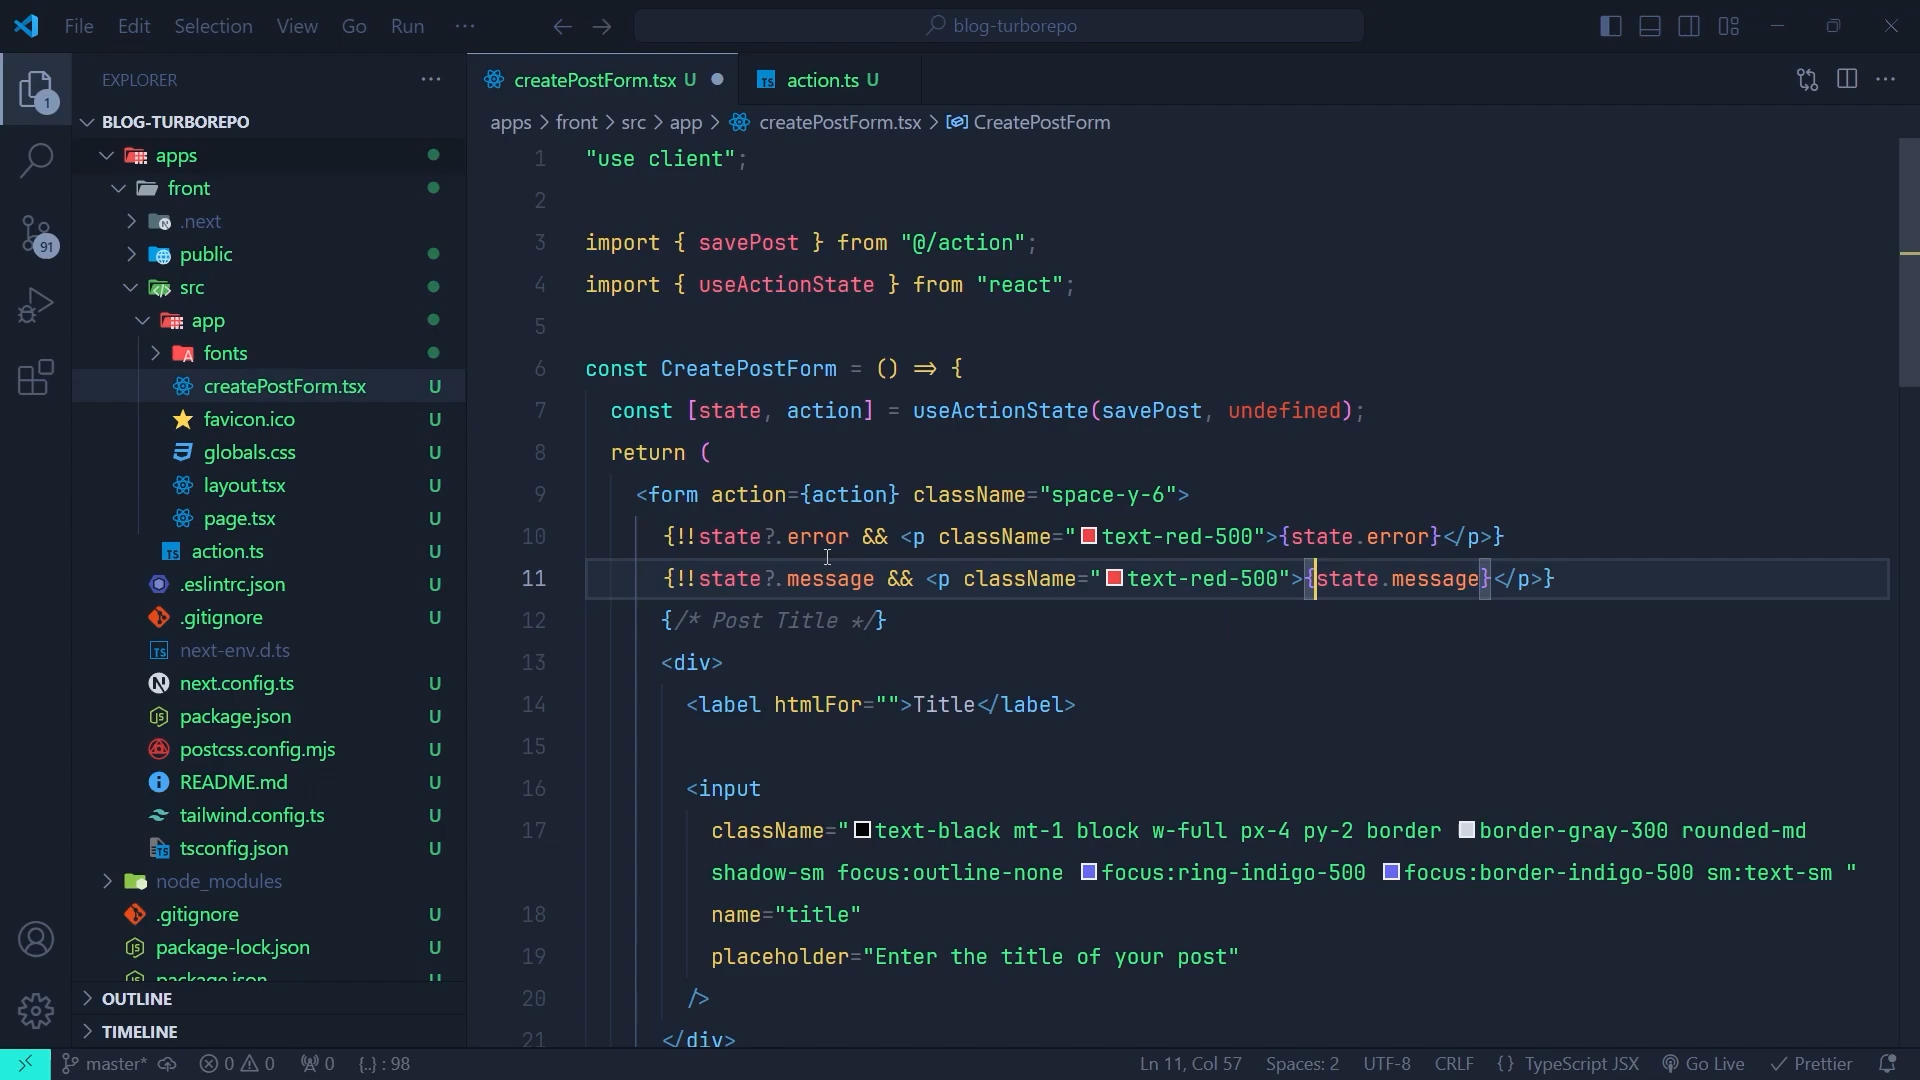 File Edit Selection View Go Run ··· blog-turborepo
EXPLORER ···
BLOG-TURBOREPO
apps
front
.next
public
src
app
fonts
createPostForm.tsx U
favicon.ico U
globals.css U
layout.tsx U
page.tsx U
action.ts U
.eslintrc.json U
.gitignore U
next-env.d.ts
next.config.ts U
package.json U
postcss.config.mjs U
README.md U
tailwind.config.ts U
tsconfig.json U
node_modules
.gitignore U
package-lock.json U
package.json U
OUTLINE
TIMELINE
1
91
createPostForm.tsx U action.ts U
apps > front > src > app > createPostForm.tsx > CreatePostForm
1 "use client";
2
3 import { savePost } from "@/action";
4 import { useActionState } from "react";
5
6 const CreatePostForm = () => {
7 const [state, action] = useActionState(savePost, undefined);
8 return (
9 <form action={action} className="space-y-6">
10 {!!state?.error && <p className="text-red-500">{state.error}</p>}
11 {!!state?.message && <p className="text-red-500">{state.message}</p>}
12 {/* Post Title */}
13 <div>
14 <label htmlFor="">Title</label>
15
16 <input
17 className="text-black mt-1 block w-full px-4 py-2 border border-gray-300 rounded-md
shadow-sm focus:outline-none focus:ring-indigo-500 focus:border-indigo-500 sm:text-sm "
18 name="title"
19 placeholder="Enter the title of your post"
20 />
21 </div>
master* 0 0 0 {..} : 98 Ln 11, Col 57 Spaces: 2 UTF-8 CRLF {} TypeScript JSX Go Live Prettier